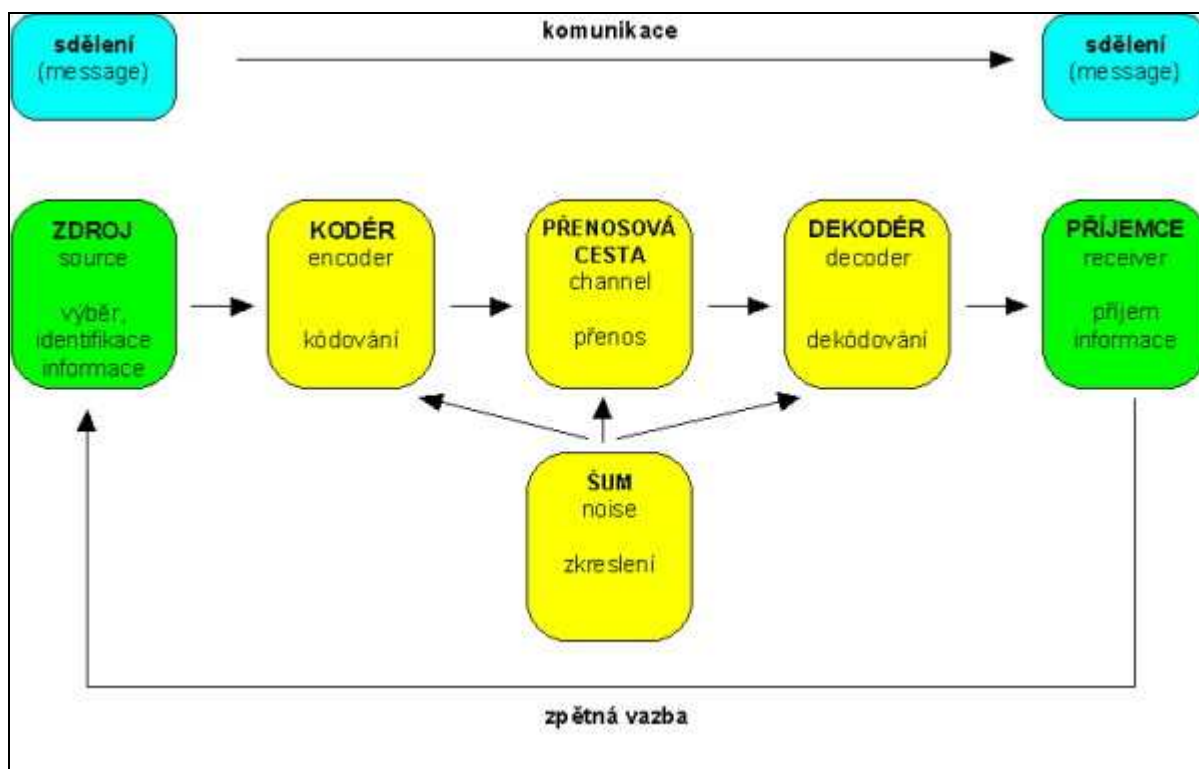 sdělení
(message)
komunikace
sdělení
(message)
ZDROJ
source
výběr,
identifikace
informace
KODÉR
encoder
kódování
PŘENOSOVÁ
CESTA
channel
přenos
DEKODÉR
decoder
dekódování
PŘÍJEMCE
receiver
příjem
informace
ŠUM
noise
zkreslení
zpětná vazba